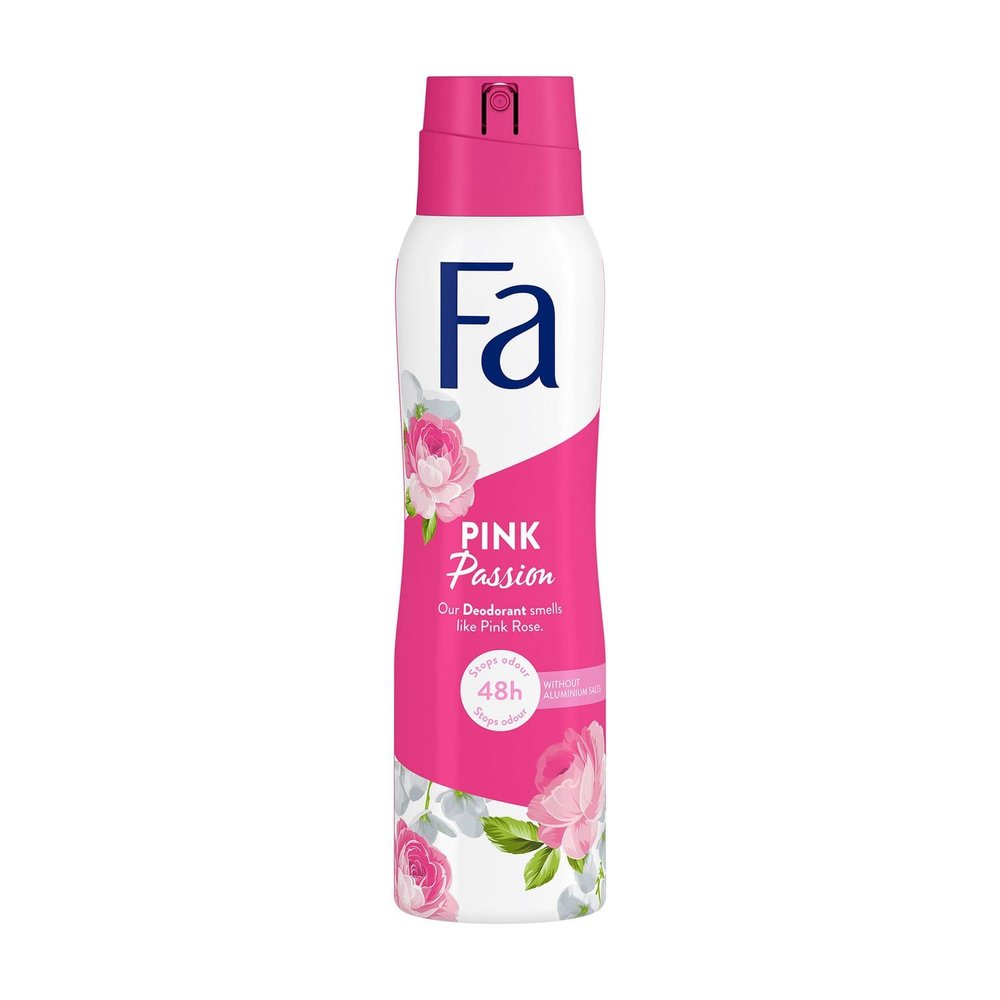 Fa
PINK
Passion
Our Deodorant smells
like Pink Rose.
Stops odour
48h
Stops odour
WITHOUT
ALUMINIUM SALTS